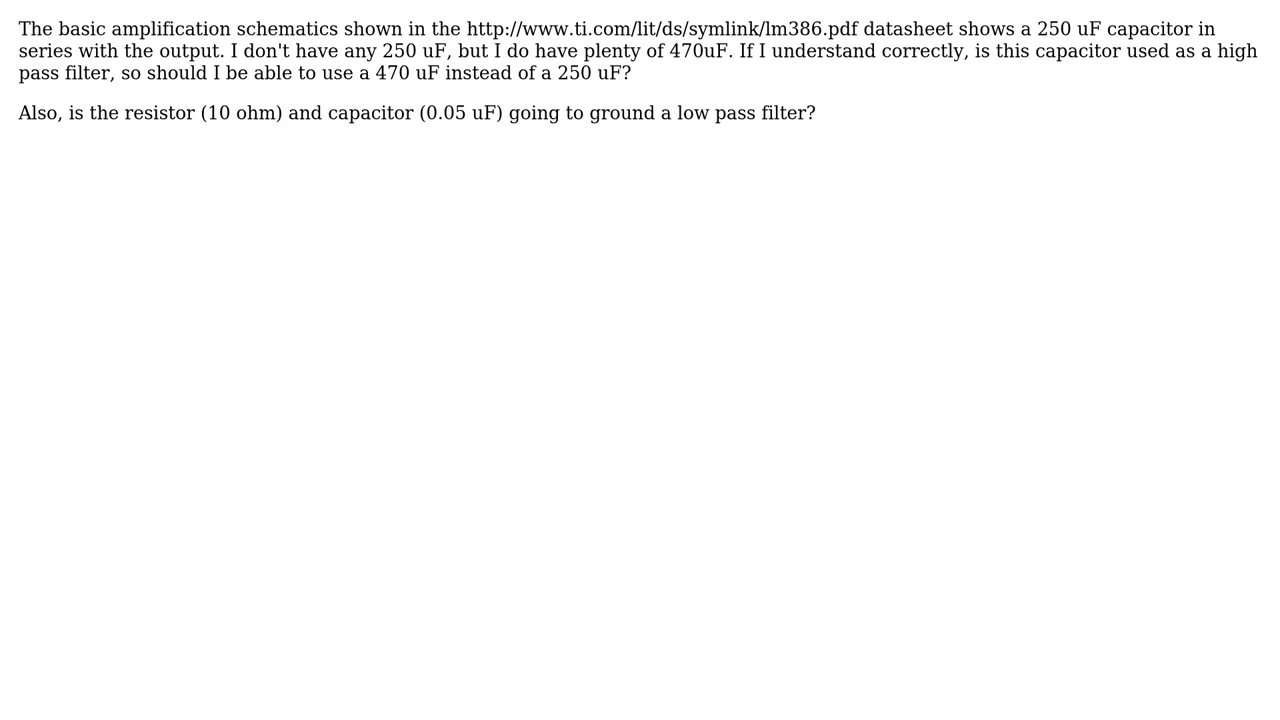 The basic amplification schematics shown in the http://www.ti.com/lit/ds/symlink/lm386.pdf datasheet shows a 250 uF capacitor in
series with the output. I don't have any 250 uF, but I do have plenty of 470uF. If I understand correctly, is this capacitor used as a high
pass filter, so should I be able to use a 470 uF instead of a 250 uF?
Also, is the resistor (10 ohm) and capacitor (0.05 uF) going to ground a low pass filter?